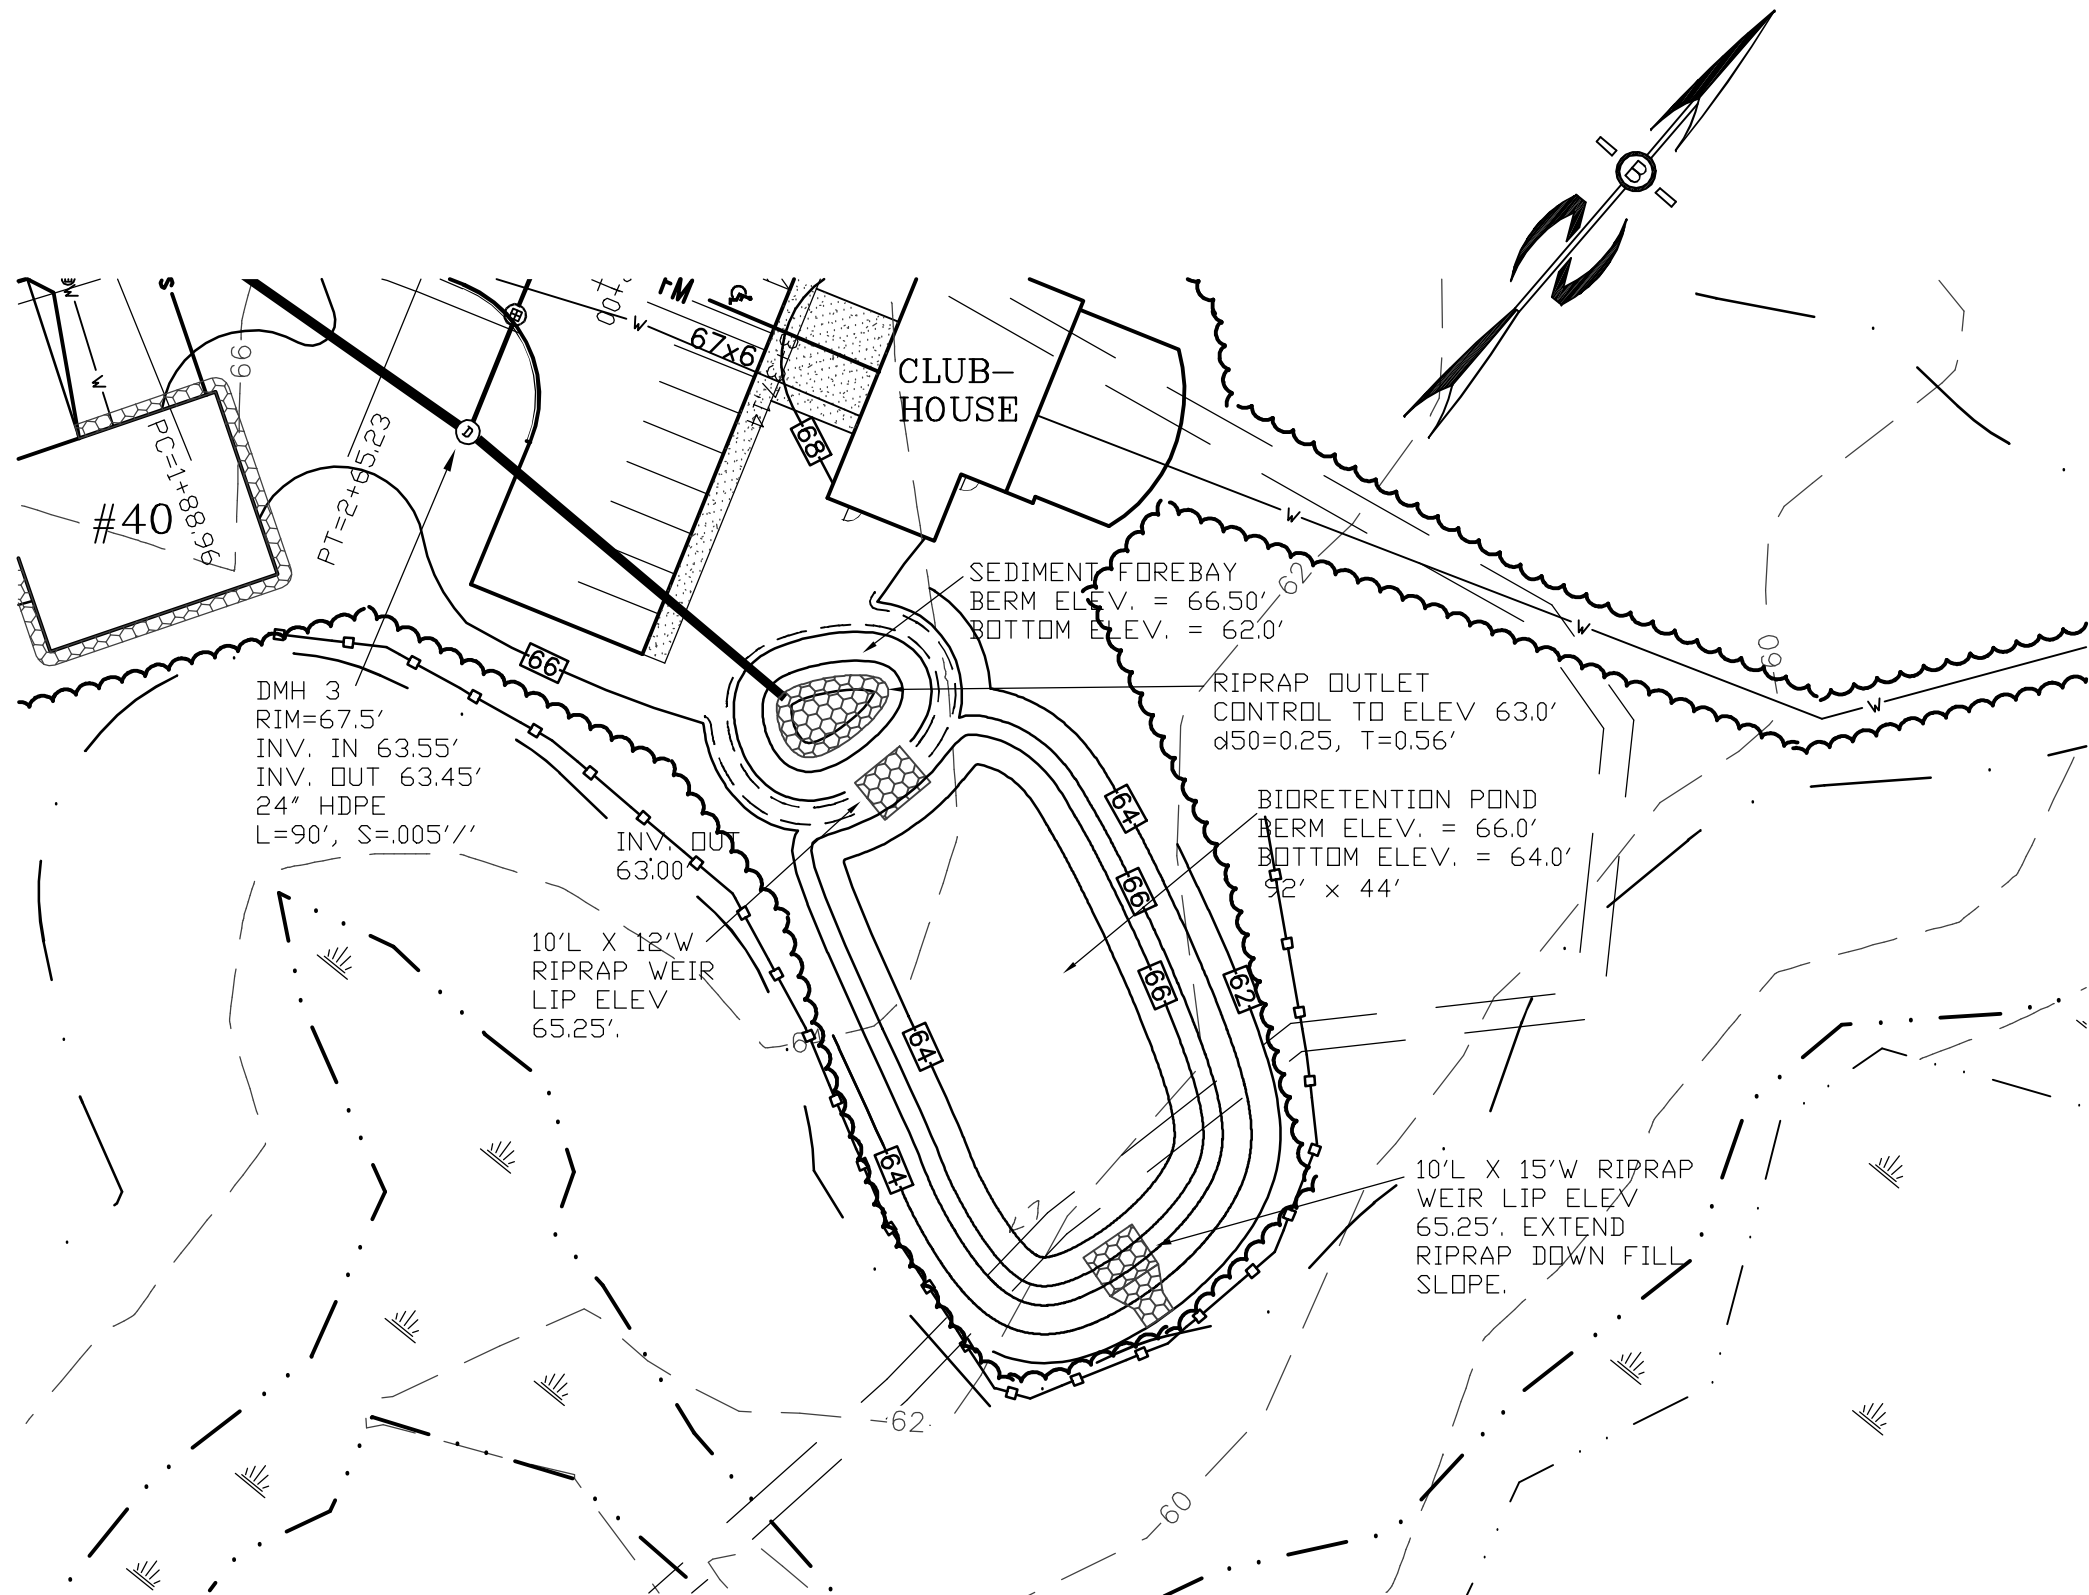 B
N
S
W
W
00+
W
67x6
3
CLUB-
HOUSE
68
66
D
#40
PC=1+88.96
PT=2+65.23
W
62
W
60
W
SEDIMENT FOREBAY
BERM ELEV. = 66.50'
BOTTOM ELEV. = 62.0'
66
DMH 3
RIM=67.5'
INV. IN 63.55'
INV. OUT 63.45'
24" HDPE
L=90', S=.005'/'
RIPRAP OUTLET
CONTROL TO ELEV 63.0'
d50=0.25, T=0.56'
INV. OUT
63.00'
64
BIORETENTION POND
BERM ELEV. = 66.0'
BOTTOM ELEV. = 64.0'
92' x 44'
66
10'L X 12'W
RIPRAP WEIR
LIP ELEV
65.25'.
66
62
64
64
10'L X 15'W RIPRAP
WEIR LIP ELEV
65.25'. EXTEND
RIPRAP DOWN FILL
SLOPE.
62
60